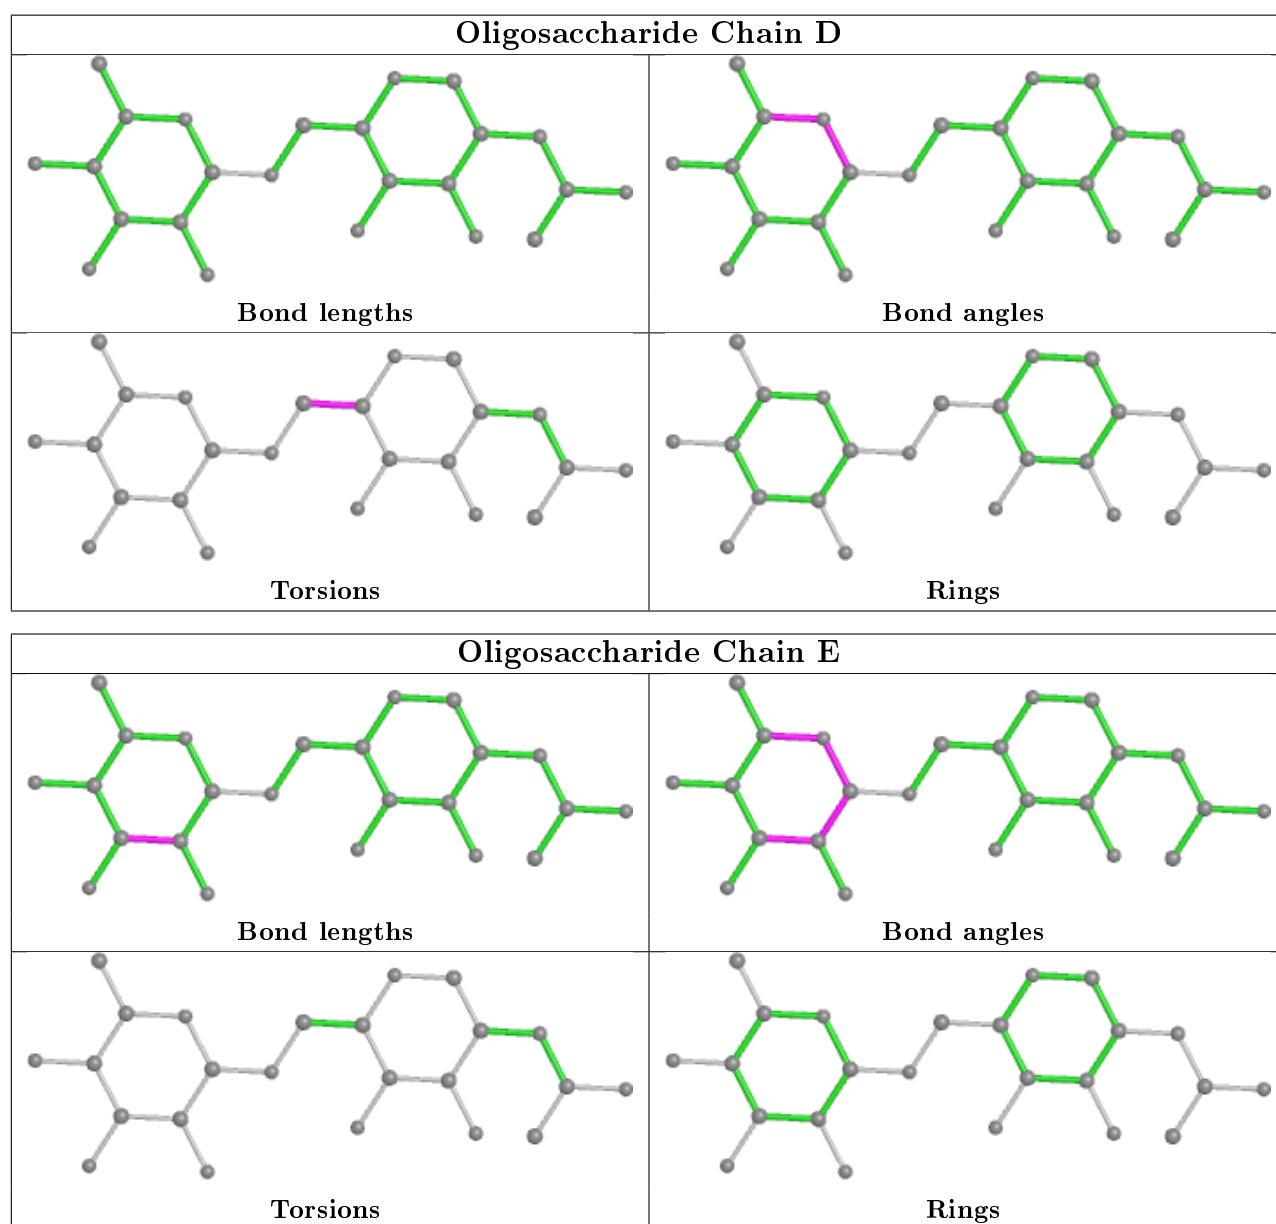 Oligosaccharide Chain D
Bond lengths
Bond angles
Torsions
Rings
Oligosaccharide Chain E
Bond lengths
Bond angles
Torsions
Rings